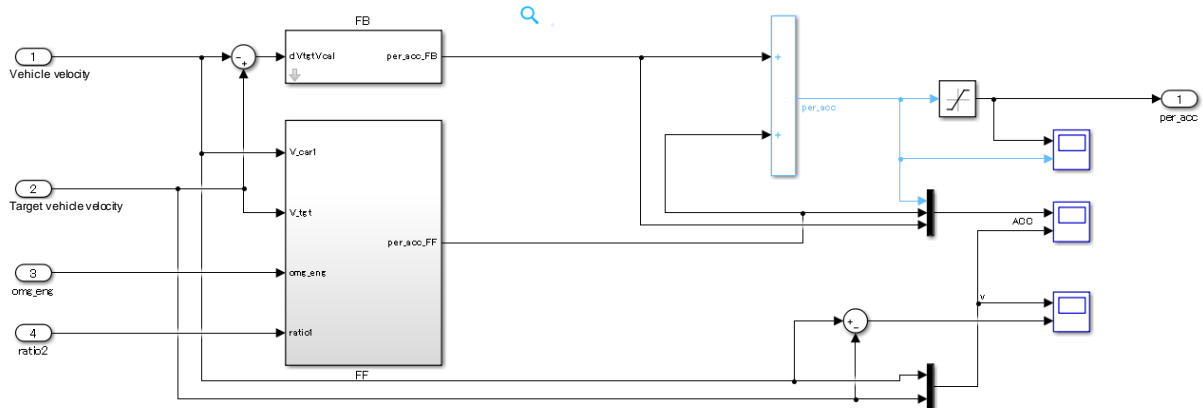 FB
1
Vehicle velocity
dVtgtVcal
per_acc_FB
per_acc
1
per_acc
V_car1
2
Target vehicle velocity
V_tgt
per_acc_FF
ACC
3
omg_eng
omg_eng
v
4
ratio2
ratio1
FF